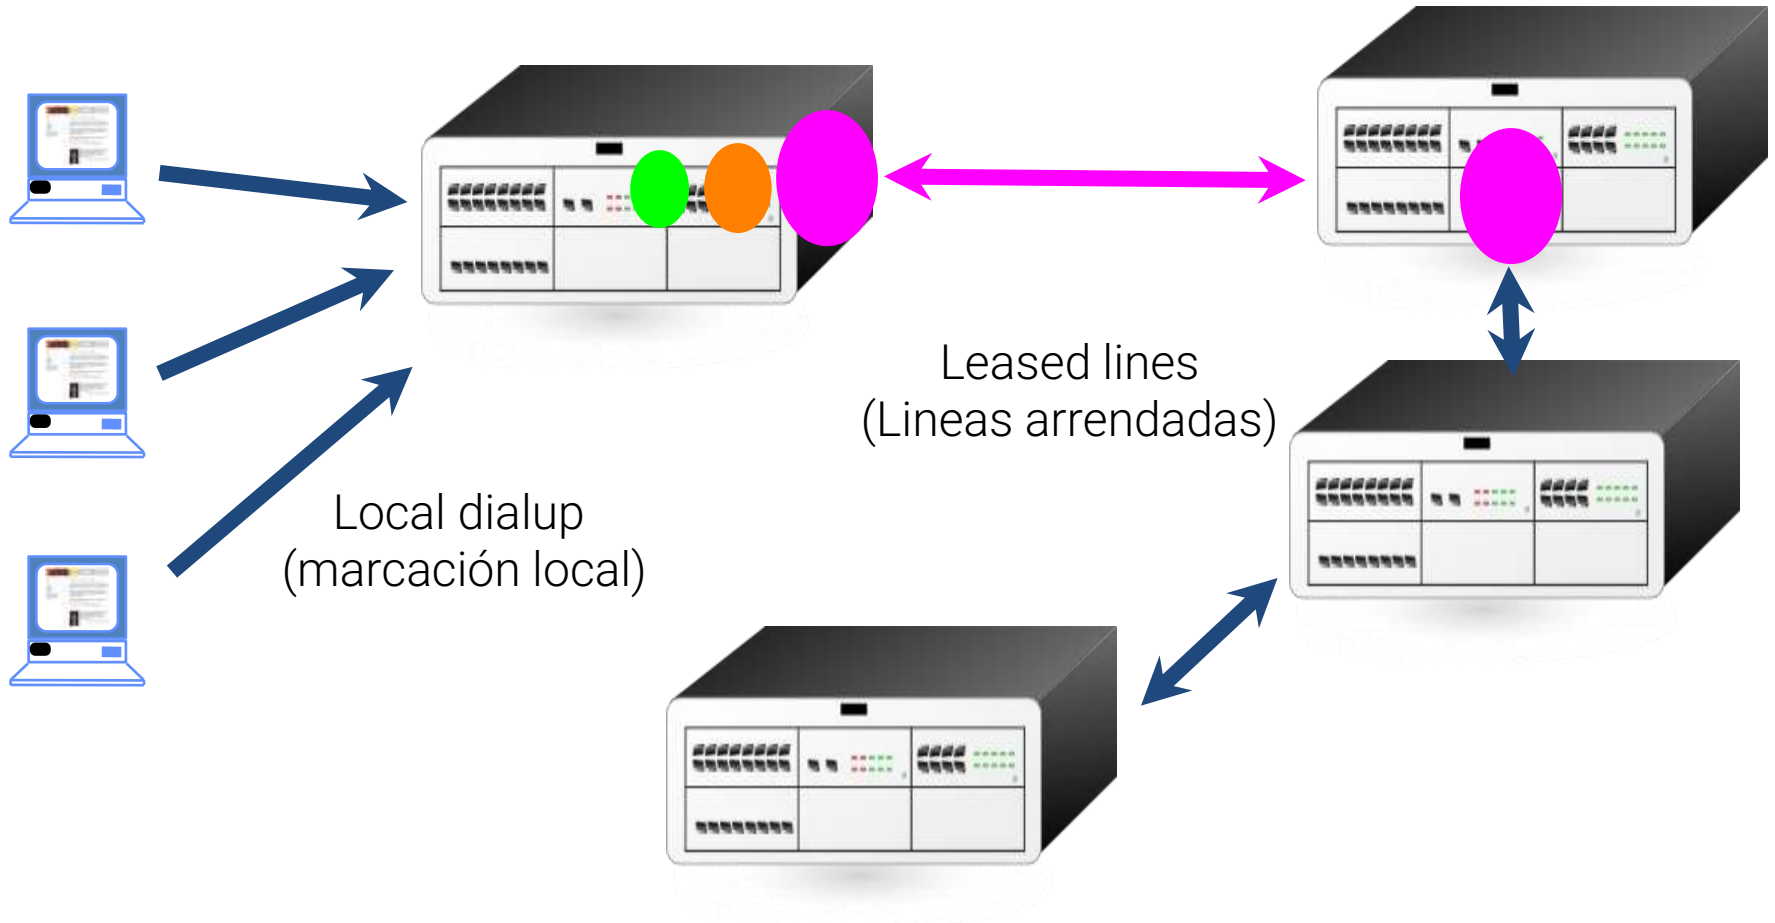 Leased lines
(Lineas arrendadas)
Local dialup
(marcación local)